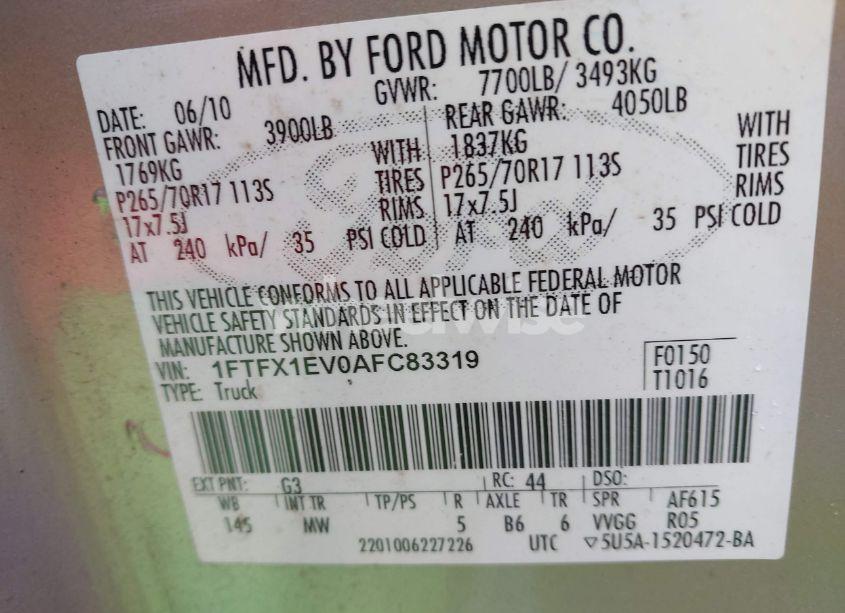 MFD. BY FORD MOTOR CO.
DATE: 06/10 GVWR: 7700LB/ 3493KG
FRONT GAWR: 3900LB REAR GAWR: 4050LB
1769KG WITH 1837KG WITH
P265/70R17 113S TIRES P265/70R17 113S TIRES
17x7.5J RIMS 17x7.5J RIMS
AT 240 kPa/ 35 PSI COLD AT 240 kPa/ 35 PSI COLD
THIS VEHICLE CONFORMS TO ALL APPLICABLE FEDERAL MOTOR
VEHICLE SAFETY STANDARDS IN EFFECT ON THE DATE OF
MANUFACTURE SHOWN ABOVE.
VIN: 1FTFX1EV0AFC83319 F0150
TYPE: Truck T1016
EXT PNT: G3 RC: 44 DSO:
WB INT TR TP/PS R AXLE TR SPR AF615
145 MW 5 B6 6 VVGG R05
2201006227226 UTC ▽5U5A-1520472-BA
Ford